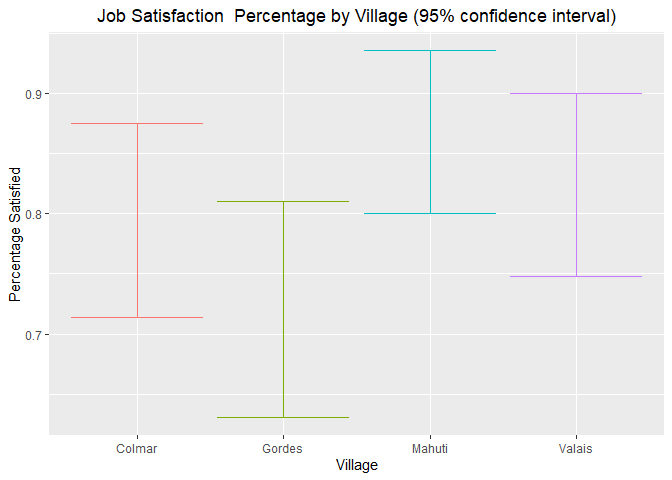 Job Satisfaction  Percentage by Village (95% confidence interval)
Percentage Satisfied
0.9
0.8
0.7
Colmar Gordes Mahuti Valais
Village